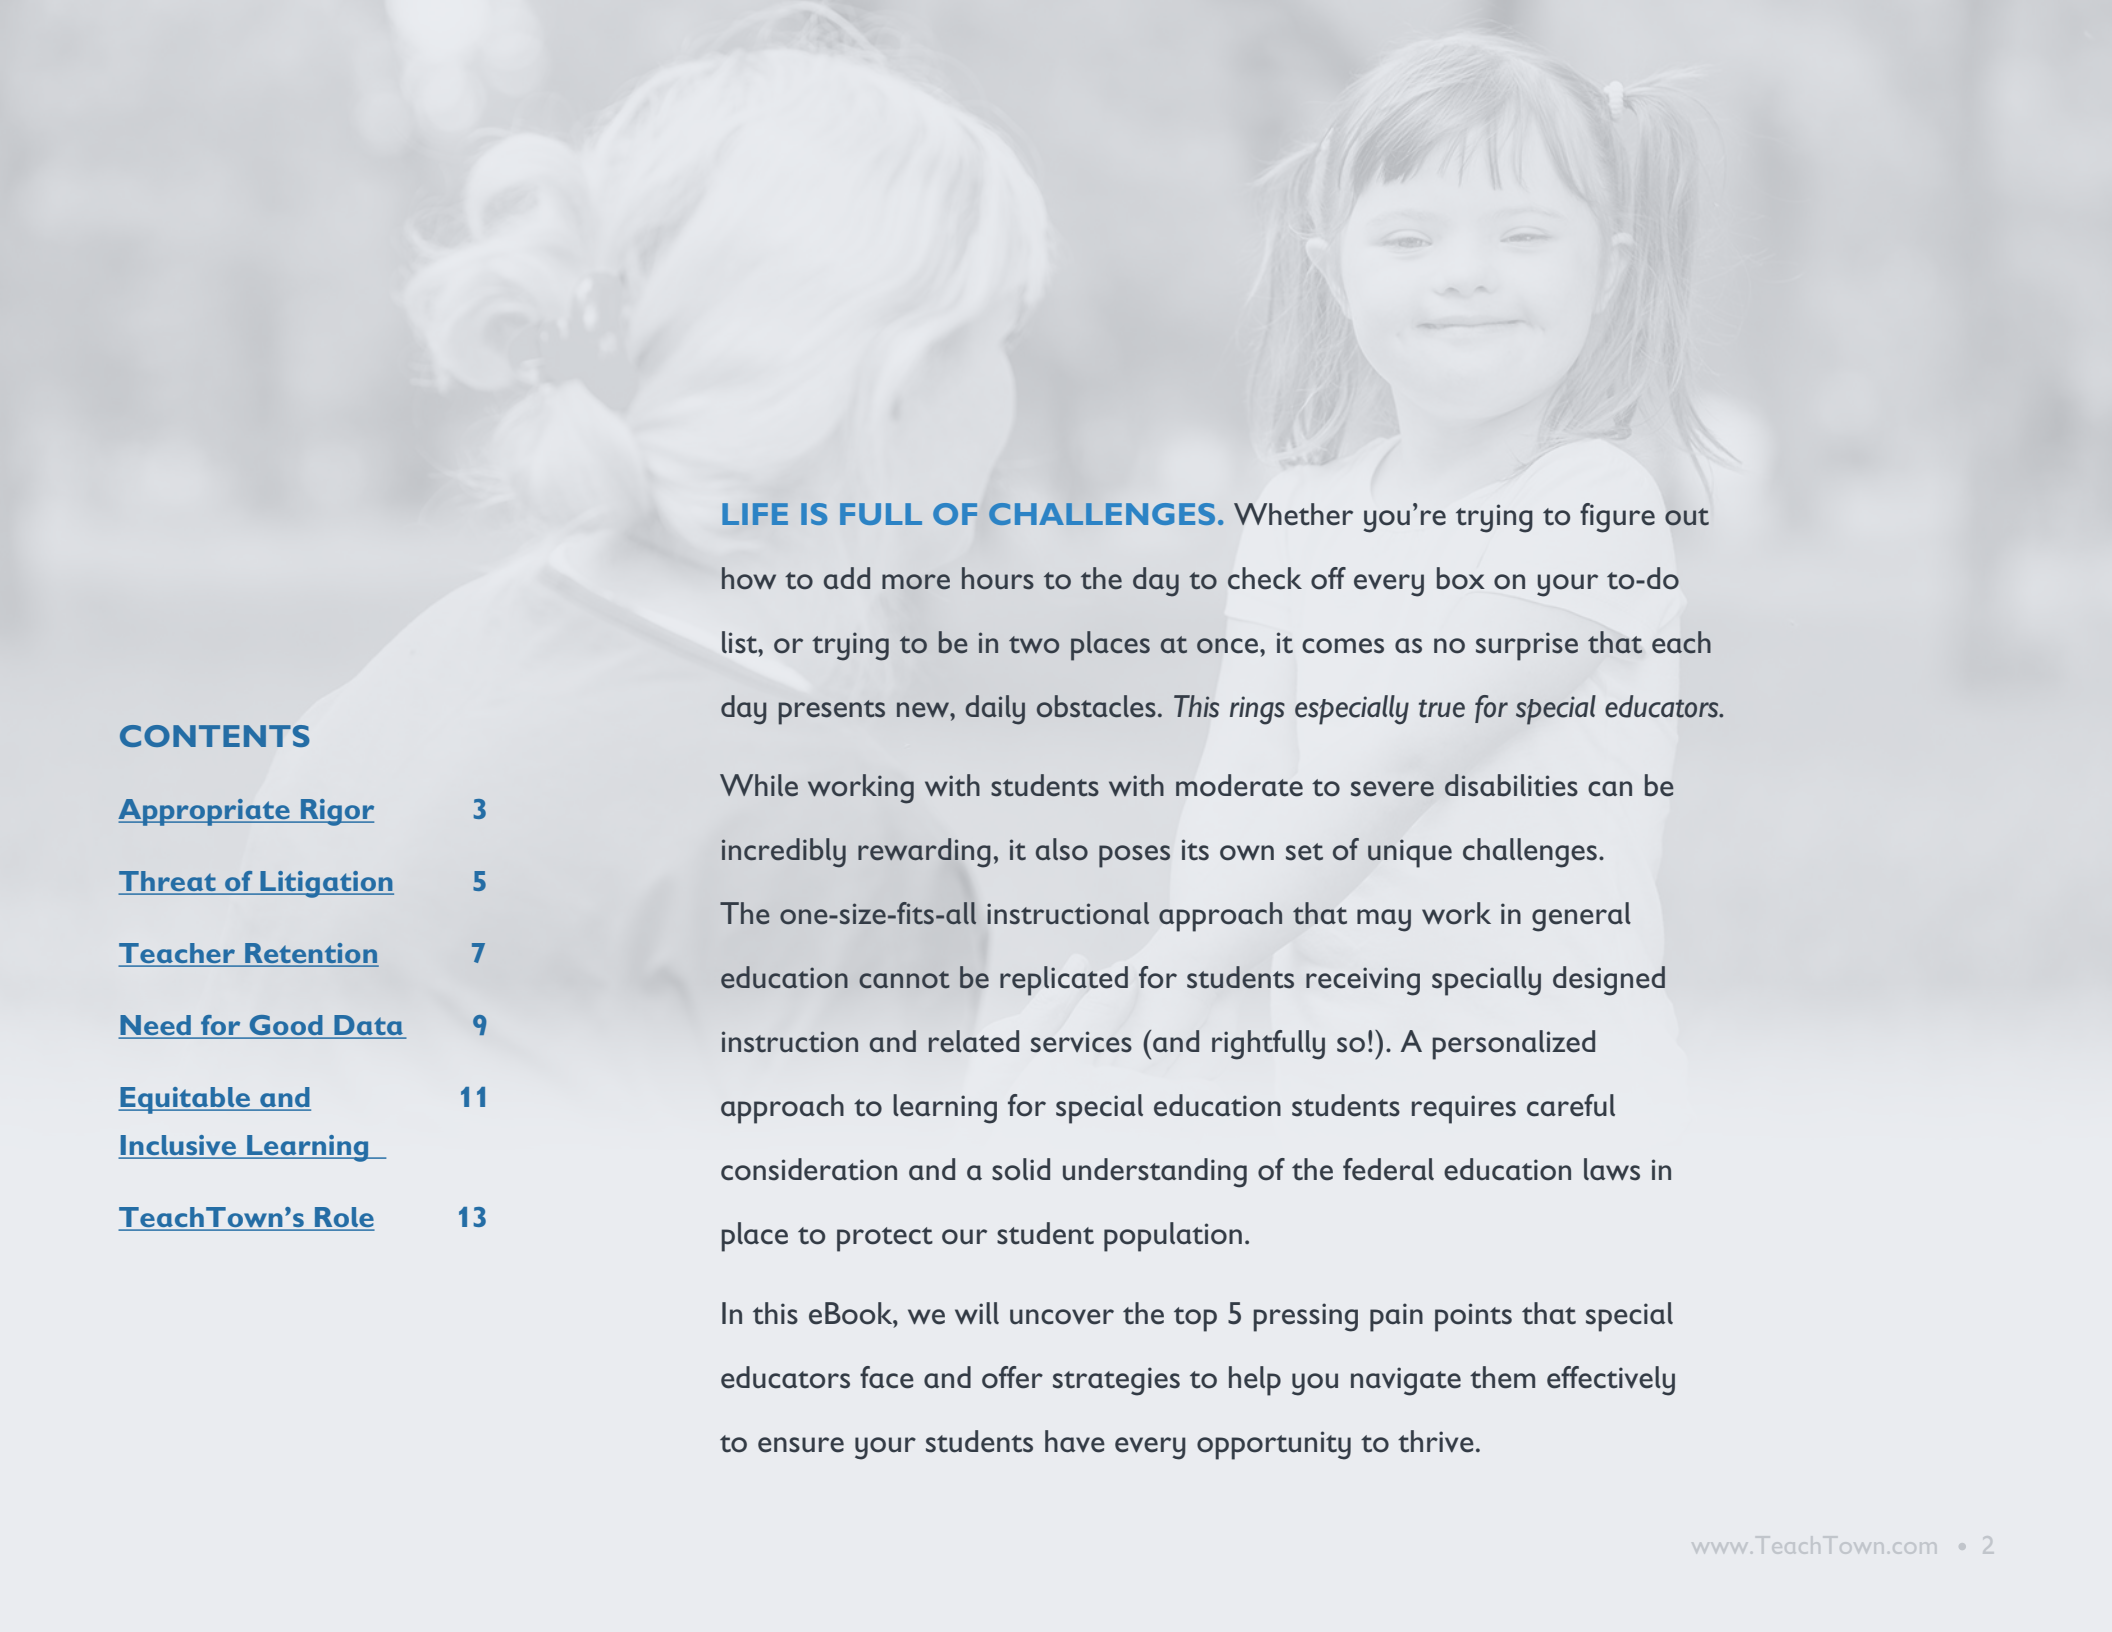 CONTENTS
Appropriate Rigor 3
Threat of Litigation 5
Teacher Retention 7
Need for Good Data 9
Equitable and 11
Inclusive Learning
TeachTown’s Role 13
LIFE IS FULL OF CHALLENGES. Whether you’re trying to figure out
how to add more hours to the day to check off every box on your to-do
list, or trying to be in two places at once, it comes as no surprise that each
day presents new, daily obstacles. This rings especially true for special educators.
While working with students with moderate to severe disabilities can be
incredibly rewarding, it also poses its own set of unique challenges.
The one-size-fits-all instructional approach that may work in general
education cannot be replicated for students receiving specially designed
instruction and related services (and rightfully so!). A personalized
approach to learning for special education students requires careful
consideration and a solid understanding of the federal education laws in
place to protect our student population.
In this eBook, we will uncover the top 5 pressing pain points that special
educators face and offer strategies to help you navigate them effectively
to ensure your students have every opportunity to thrive.
www.TeachTown.com • 2